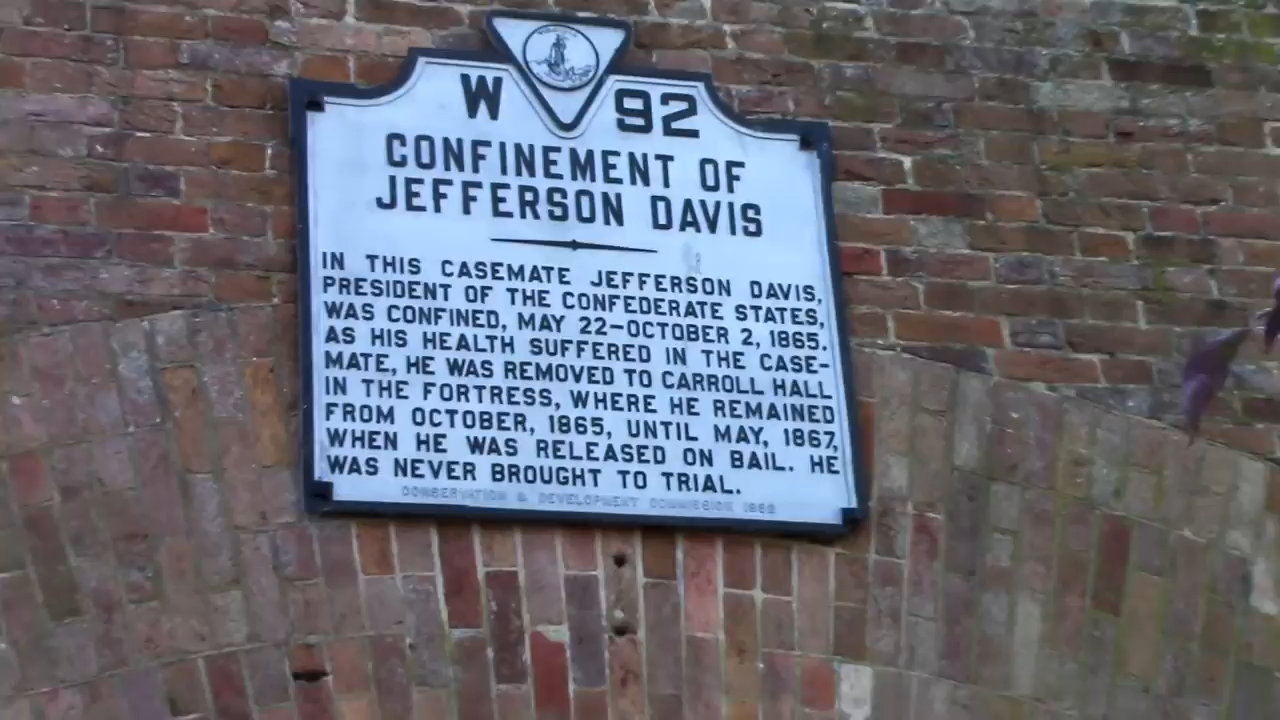 W 92
CONFINEMENT OF
JEFFERSON DAVIS
IN THIS CASEMATE JEFFERSON DAVIS,
PRESIDENT OF THE CONFEDERATE STATES,
WAS CONFINED, MAY 22-OCTOBER 2, 1865.
AS HIS HEALTH SUFFERED IN THE CASE-
MATE, HE WAS REMOVED TO CARROLL HALL
IN THE FORTRESS, WHERE HE REMAINED
FROM OCTOBER, 1865, UNTIL MAY, 1867,
WHEN HE WAS RELEASED ON BAIL. HE
WAS NEVER BROUGHT TO TRIAL.
CONSERVATION & DEVELOPMENT COMMISSION